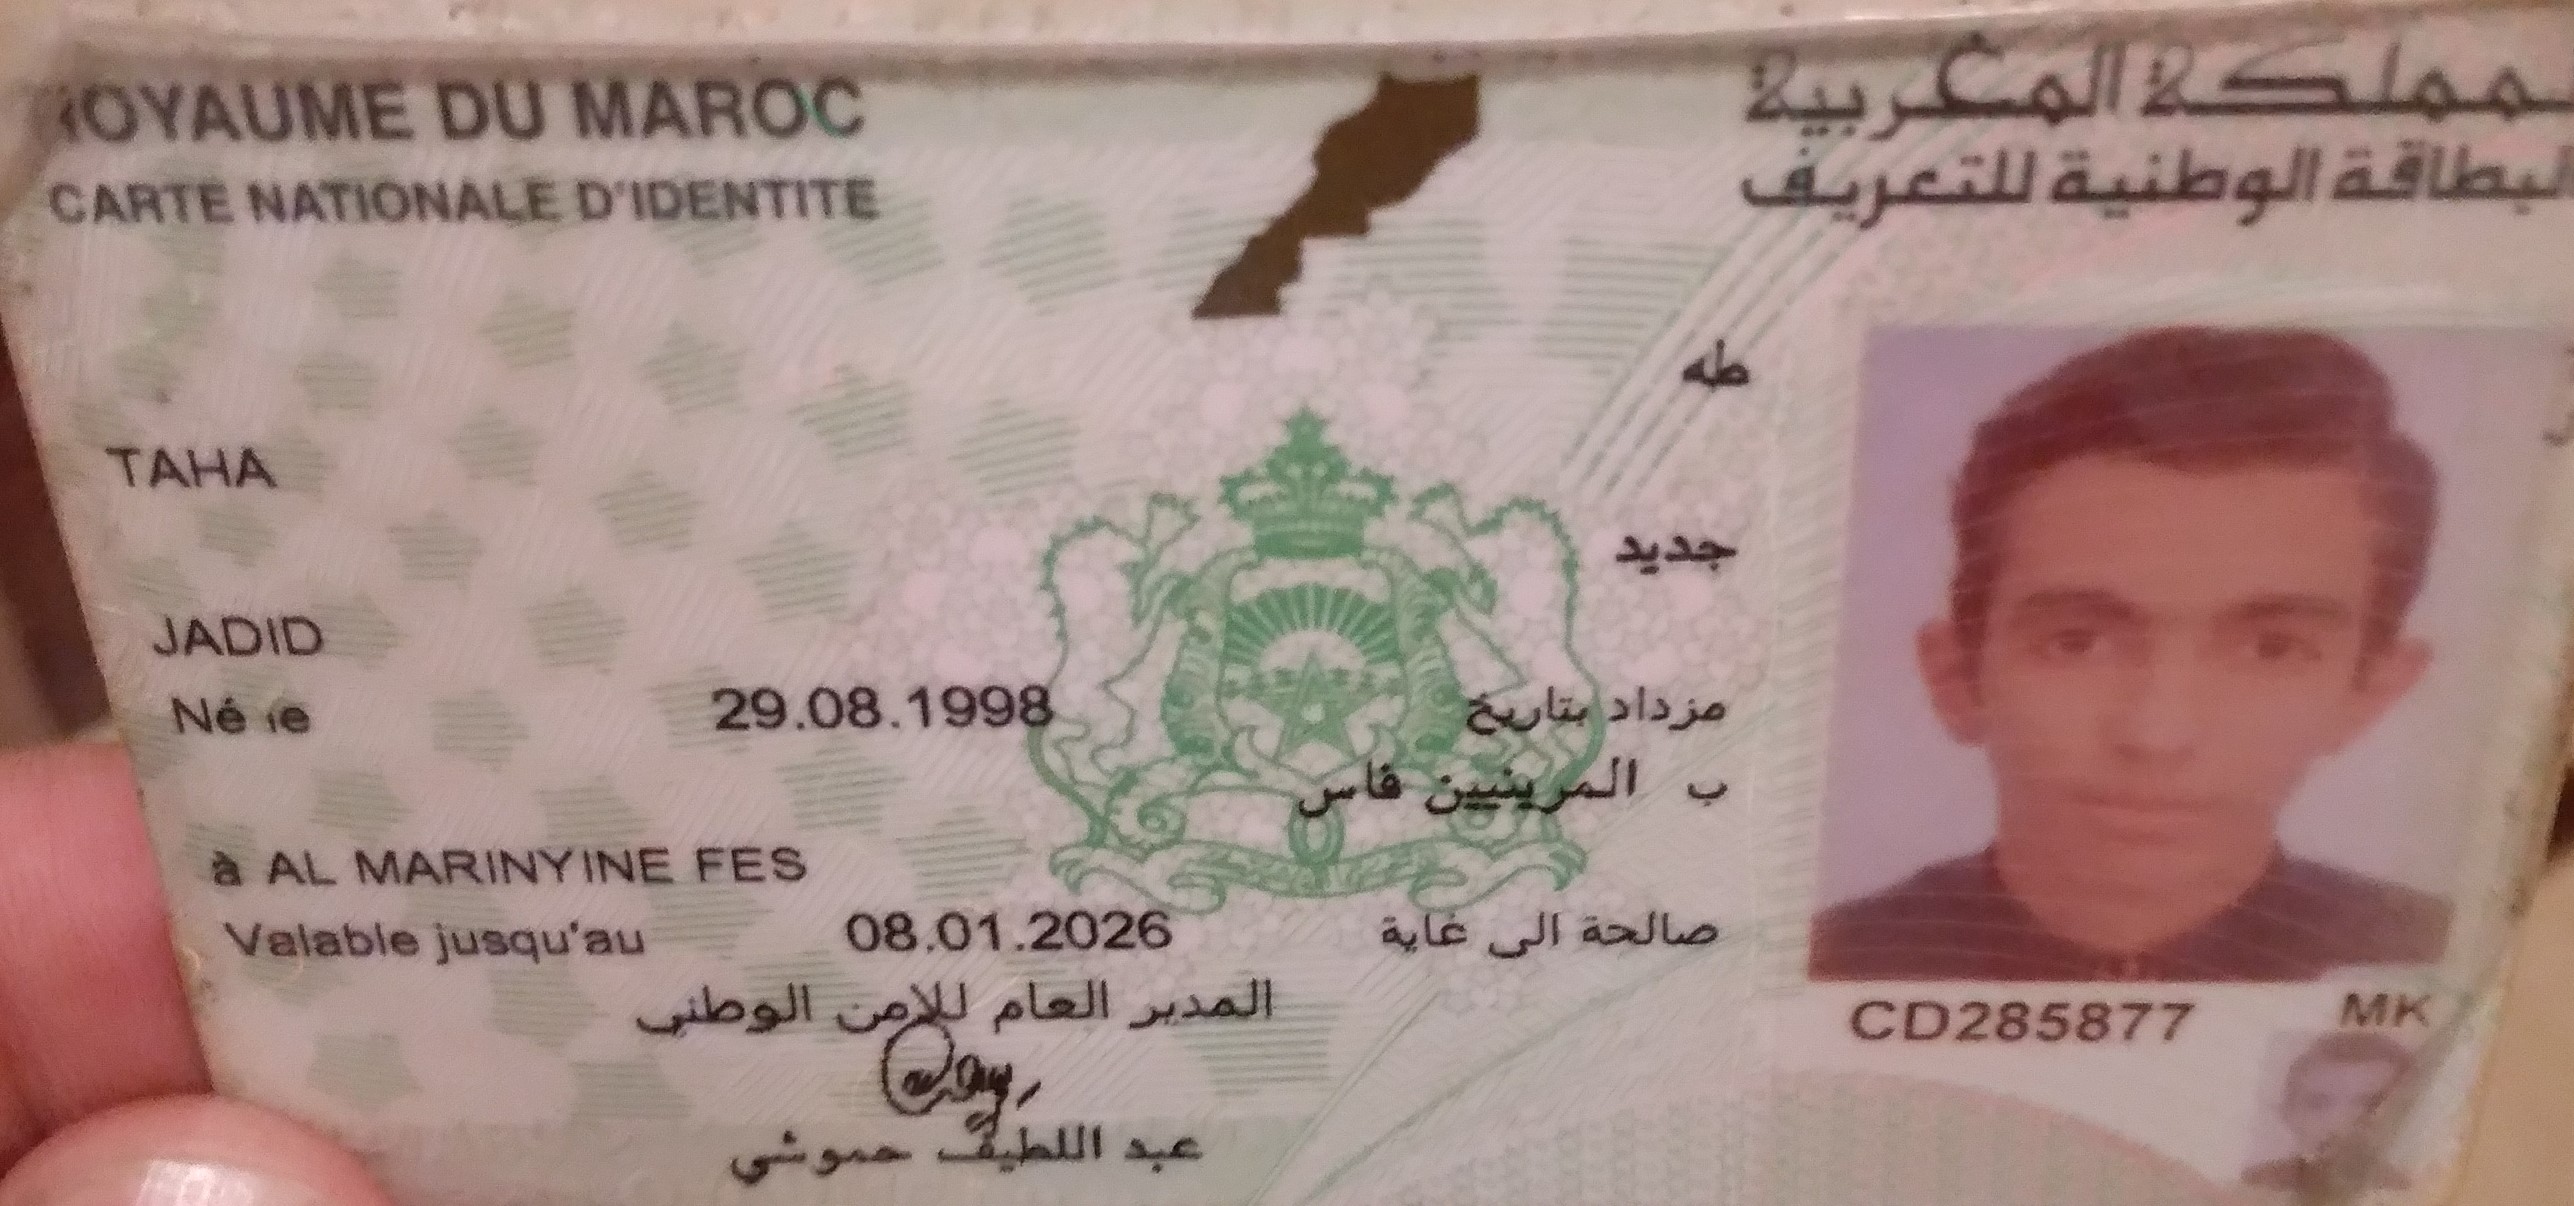 ROYAUME DU MAROC
المملكة المغربية
CARTE NATIONALE D'IDENTITE
البطاقة الوطنية للتعريف
طه
TAHA
جديد
JADID
Né le 29.08.1998 مزداد بتاريخ
ب المرينيين فاس
à AL MARINYINE FES
Valable jusqu'au 08.01.2026 صالحة الى غاية
المدير العام للامن الوطني
عبد اللطيف حموشي
CD285877
MK